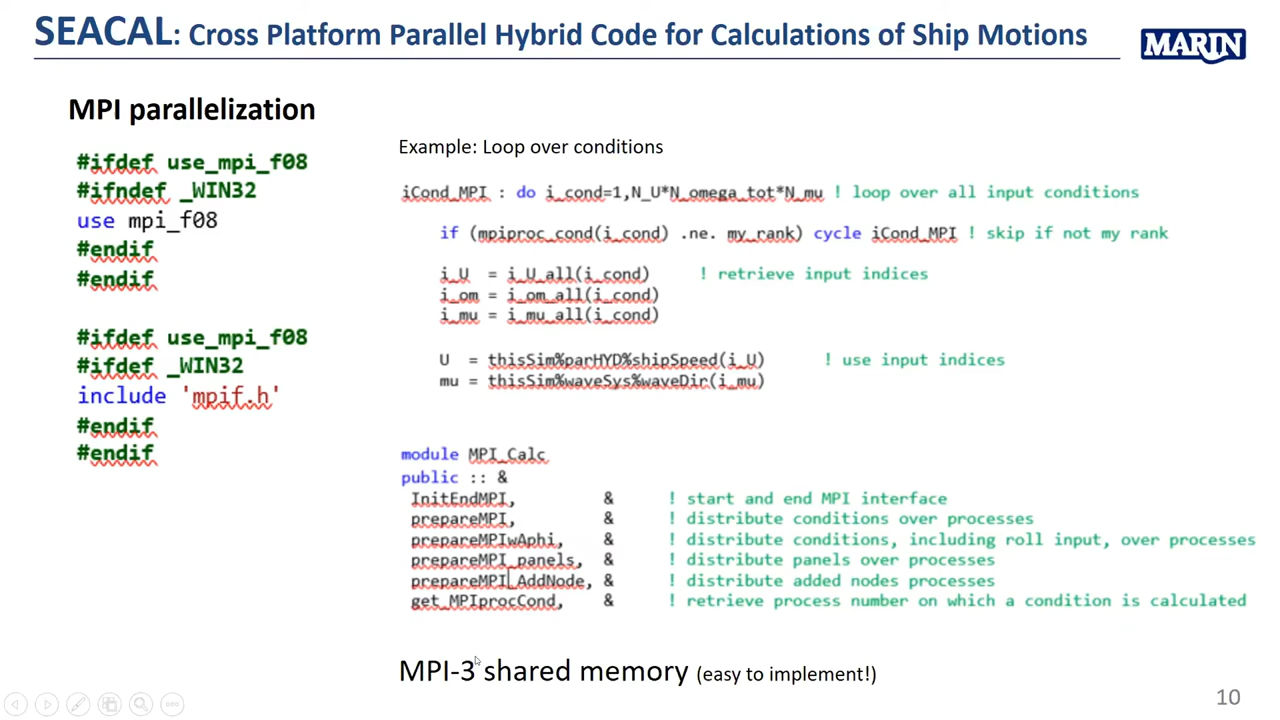 SEACAL: Cross Platform Parallel Hybrid Code for Calculations of Ship Motions
MARIN
MPI parallelization
#ifdef use_mpi_f08
#ifndef _WIN32
use mpi_f08
#endif
#endif
#ifdef use_mpi_f08
#ifdef _WIN32
include 'mpif.h'
#endif
#endif
Example: Loop over conditions
iCond_MPI : do i_cond=1,N_U*N_omega_tot*N_mu ! loop over all input conditions
if (mpiproc_cond(i_cond) .ne. my_rank) cycle iCond_MPI ! skip if not my rank
i_U = i_U_all(i_cond) ! retrieve input indices
i_om = i_om_all(i_cond)
i_mu = i_mu_all(i_cond)
U = thisSim%parHYD%shipSpeed(i_U) ! use input indices
mu = thisSim%waveSys%waveDir(i_mu)
module MPI_Calc
public :: &
InitEndMPI, & ! start and end MPI interface
prepareMPI, & ! distribute conditions over processes
prepareMPIwAphi, & ! distribute conditions, including roll input, over processes
prepareMPI_panels, & ! distribute panels over processes
prepareMPI_AddNode, & ! distribute added nodes processes
get_MPIprocCond, & ! retrieve process number on which a condition is calculated
MPI-3 shared memory (easy to implement!)
10